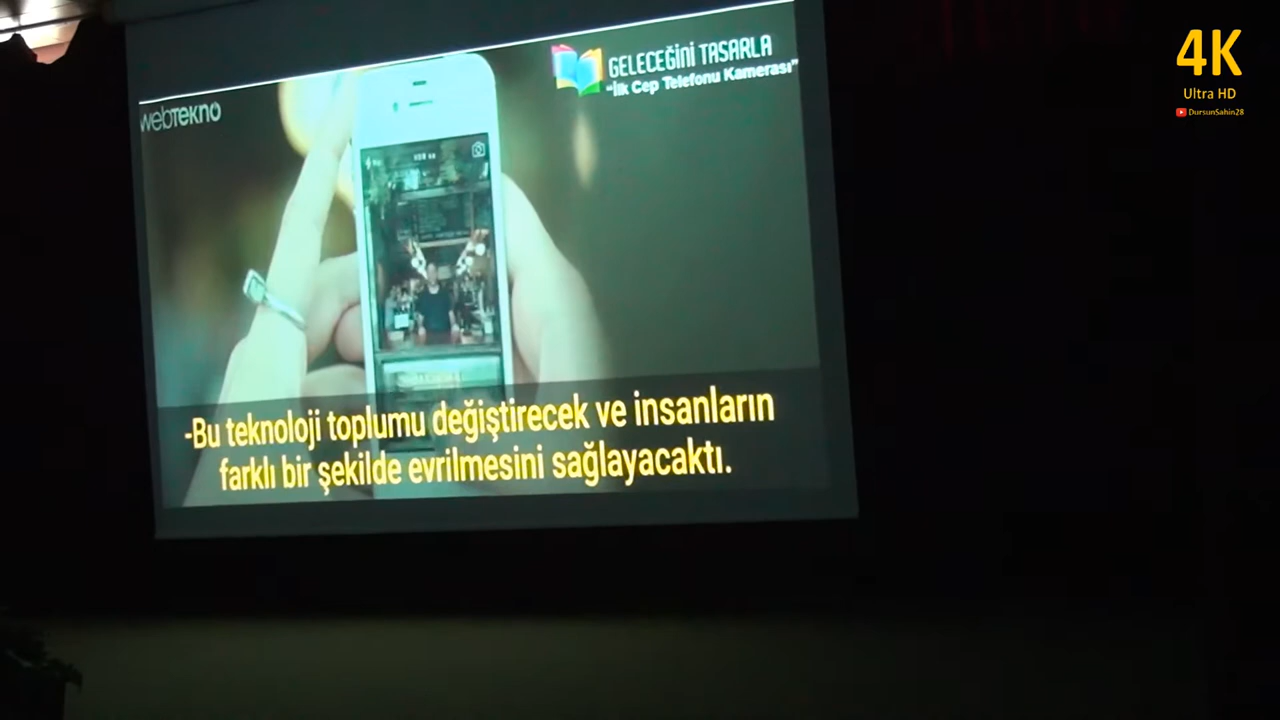 webtekno
GELECEĞİNİ TASARLA
“İlk Cep Telefonu Kamerası”
-Bu teknoloji toplumu değiştirecek ve insanların
farklı bir şekilde evrilmesini sağlayacaktı.
4K
Ultra HD
DursunSahin28